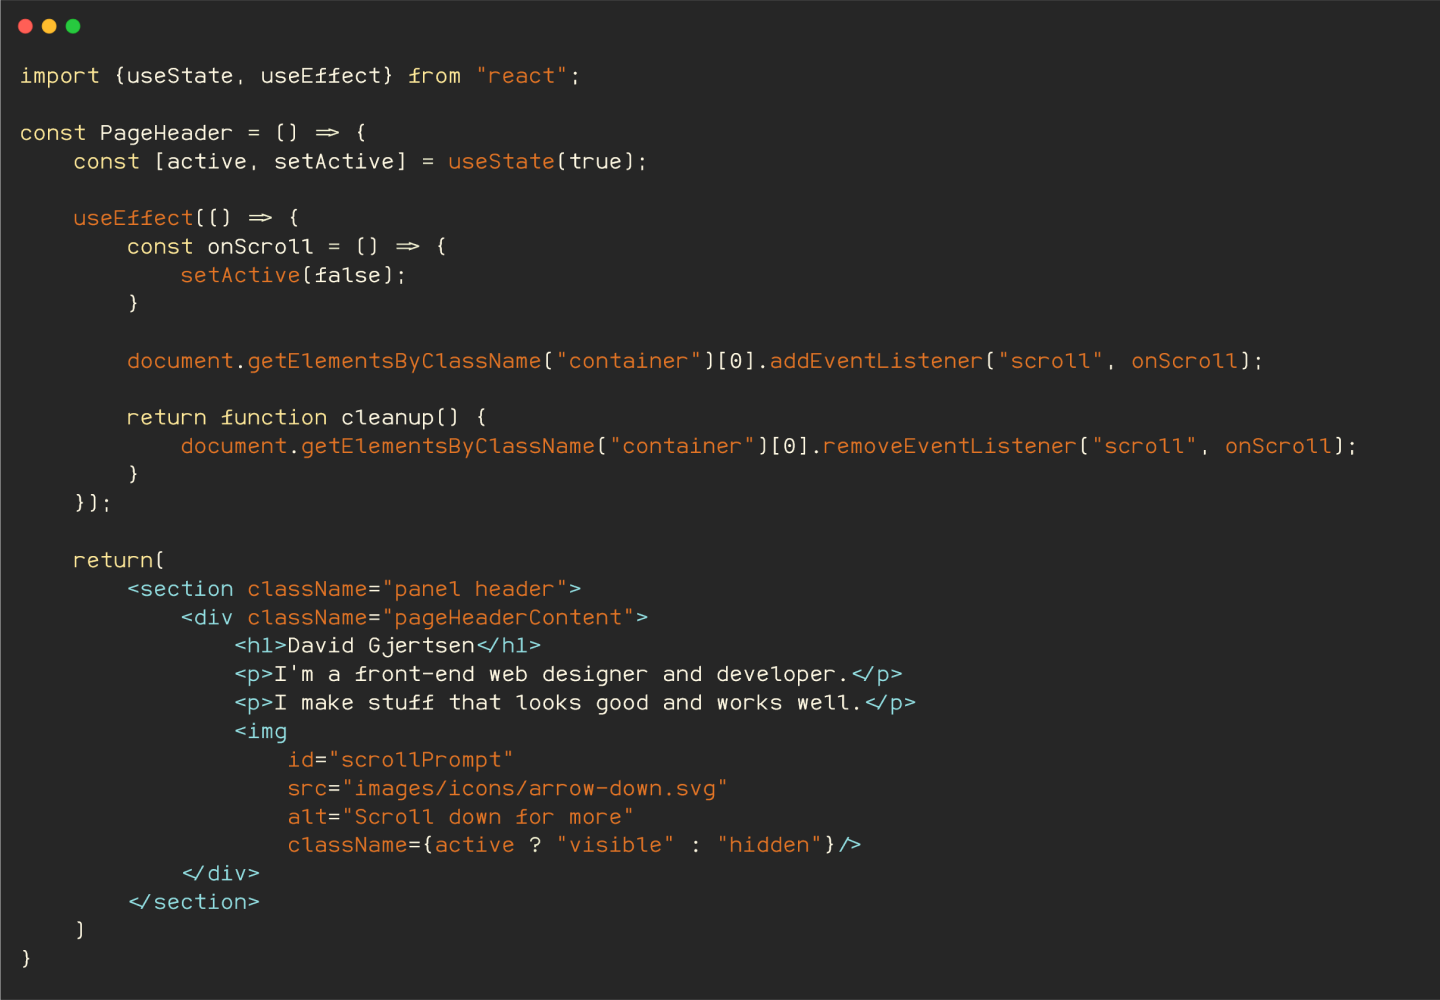 import {useState, useEffect} from "react";
const PageHeader = () => {
const [active, setActive] = useState(true);
useEffect(() => {
const onScroll = () => {
setActive(false);
}
document.getElementsByClassName("container")[0].addEventListener("scroll", onScroll);
return function cleanup() {
document.getElementsByClassName("container")[0].removeEventListener("scroll", onScroll);
}
});
return(
<section className="panel header">
<div className="pageHeaderContent">
<h1>David Gjertsen</h1>
<p>I'm a front-end web designer and developer.</p>
<p>I make stuff that looks good and works well.</p>
<img
id="scrollPrompt"
src="images/icons/arrow-down.svg"
alt="Scroll down for more"
className={active ? "visible" : "hidden"}/>
</div>
</section>
)
}